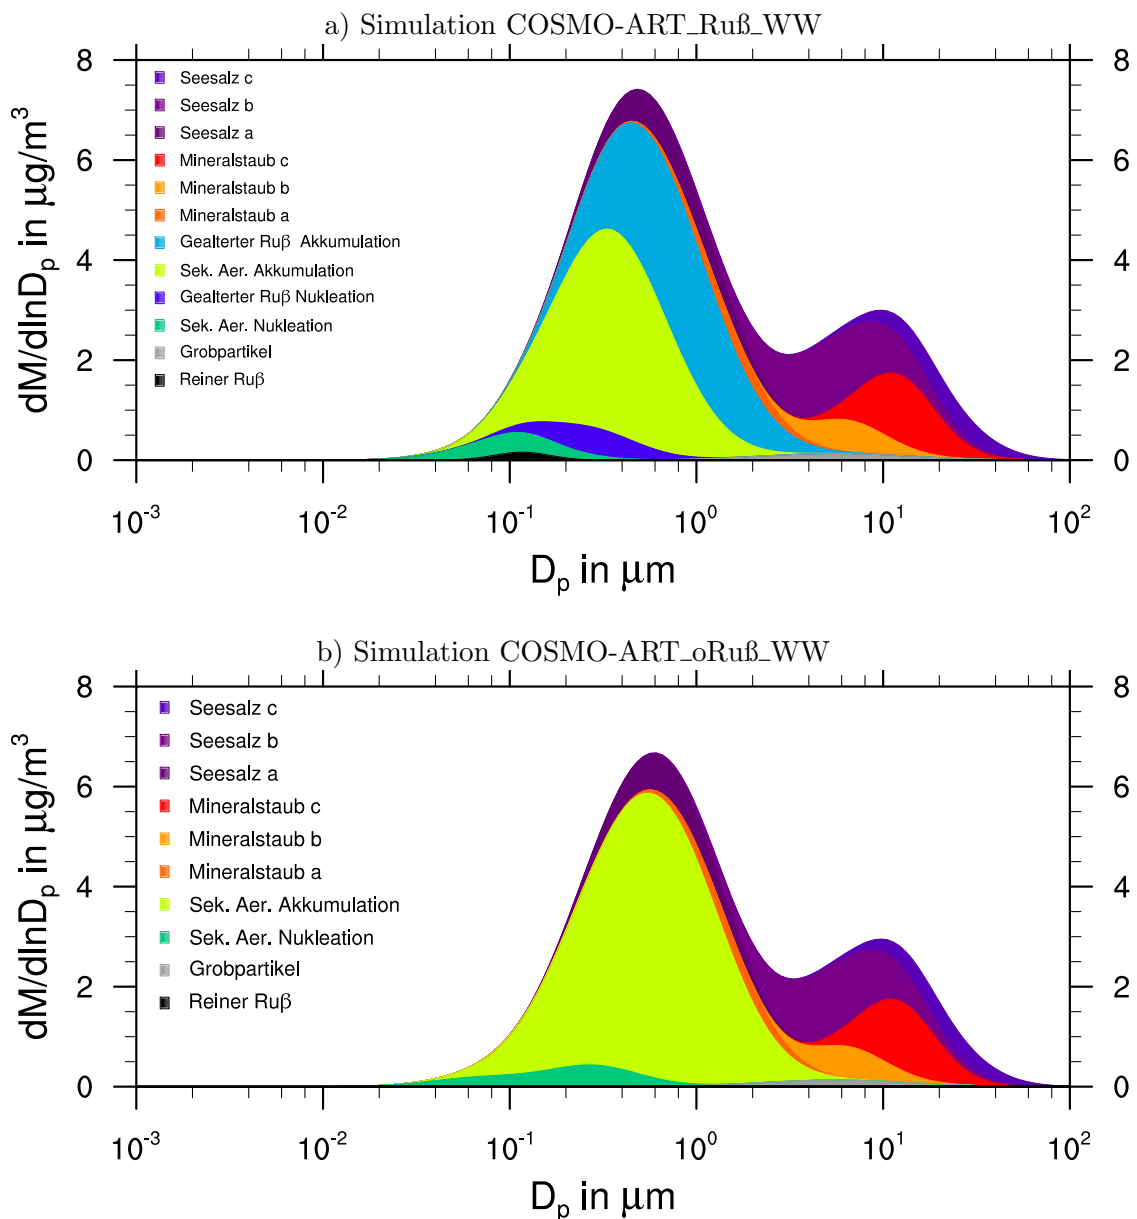 a) Simulation COSMO-ART_Ruß_WW
8 8
6 6
4 4
2 2
0 0
dM/dlnDp in μg/m³
Seesalz c
Seesalz b
Seesalz a
Mineralstaub c
Mineralstaub b
Mineralstaub a
Gealterter Ruβ Akkumulation
Sek. Aer. Akkumulation
Gealterter Ruβ Nukleation
Sek. Aer. Nukleation
Grobpartikel
Reiner Ruβ
10⁻³ 10⁻² 10⁻¹ 10⁰ 10¹ 10²
Dp in μm
b) Simulation COSMO-ART_oRuß_WW
8 8
6 6
4 4
2 2
0 0
dM/dlnDp in μg/m³
Seesalz c
Seesalz b
Seesalz a
Mineralstaub c
Mineralstaub b
Mineralstaub a
Sek. Aer. Akkumulation
Sek. Aer. Nukleation
Grobpartikel
Reiner Ruβ
10⁻³ 10⁻² 10⁻¹ 10⁰ 10¹ 10²
Dp in μm